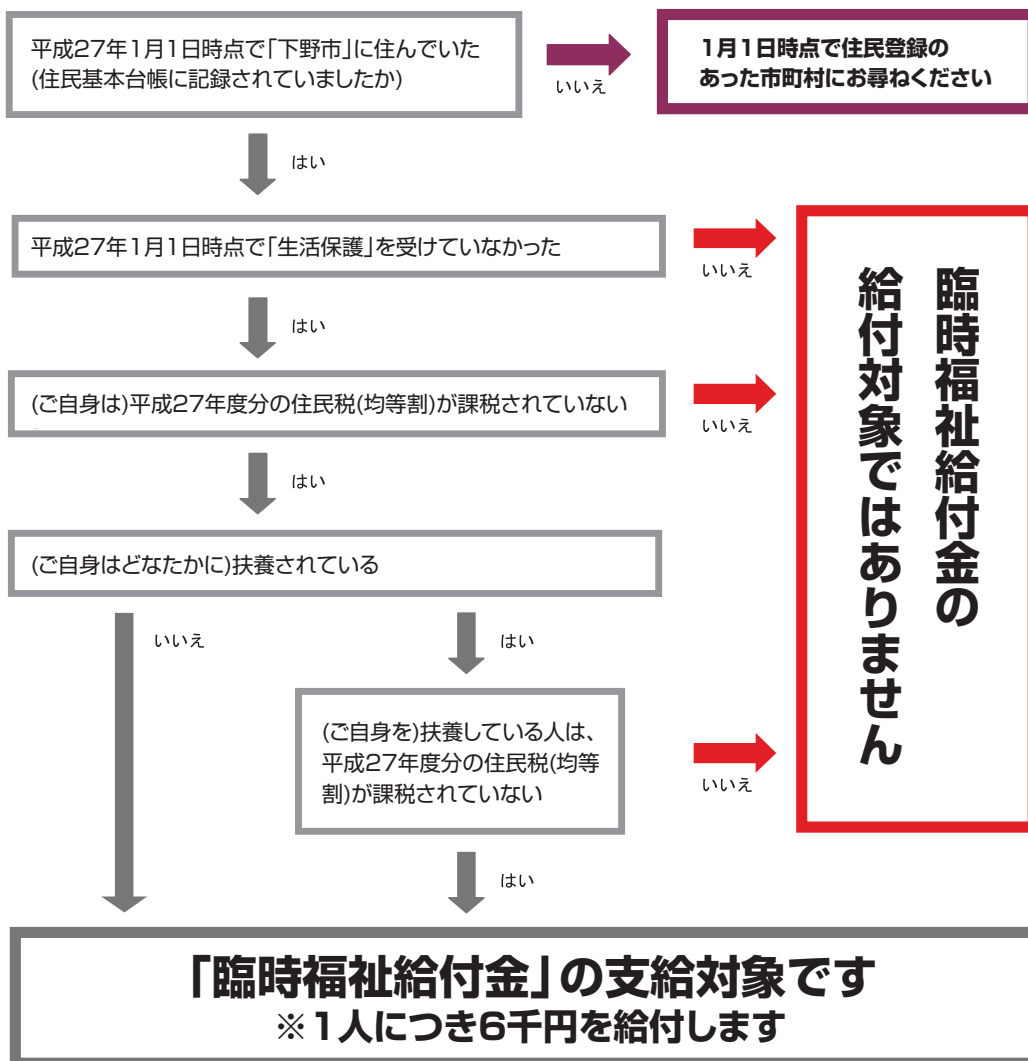 平成27年1月1日時点で「下野市」に住んでいた
(住民基本台帳に記録されていましたか)
いいえ
1月1日時点で住民登録の
あった市町村にお尋ねください
はい
平成27年1月1日時点で「生活保護」を受けていなかった
いいえ
はい
(ご自身は)平成27年度分の住民税(均等割)が課税されていない
いいえ
はい
(ご自身はどなたかに)扶養されている
いいえ
はい
(ご自身を)扶養している人は、
平成27年度分の住民税(均等
割)が課税されていない
いいえ
はい
臨時福祉給付金の
給付対象ではありません
「臨時福祉給付金」の支給対象です
※1人につき6千円を給付します